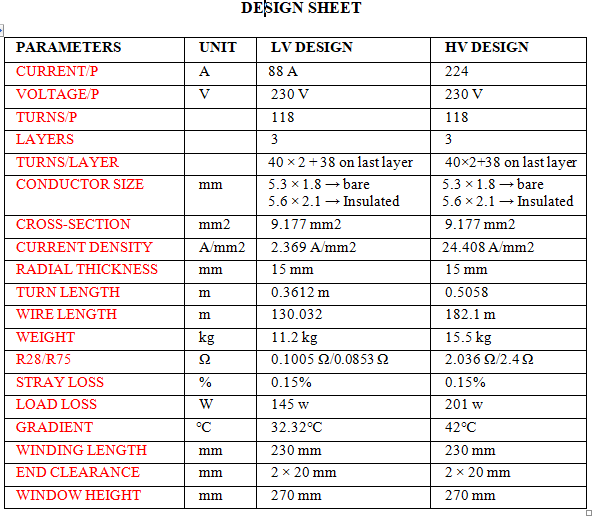 DESIGN SHEET
PARAMETERS UNIT LV DESIGN HV DESIGN
CURRENT/P A 88 A 224
VOLTAGE/P V 230 V 230 V
TURNS/P 118 118
LAYERS 3 3
TURNS/LAYER 40 × 2 + 38 on last layer 40×2+38 on last layer
CONDUCTOR SIZE mm 5.3 × 1.8 → bare 5.3 × 1.8 → bare
5.6 × 2.1 → Insulated 5.6 × 2.1 → Insulated
CROSS-SECTION mm2 9.177 mm2 9.177 mm2
CURRENT DENSITY A/mm2 2.369 A/mm2 24.408 A/mm2
RADIAL THICKNESS mm 15 mm 15 mm
TURN LENGTH m 0.3612 m 0.5058
WIRE LENGTH m 130.032 182.1 m
WEIGHT kg 11.2 kg 15.5 kg
R28/R75 Ω 0.1005 Ω/0.0853 Ω 2.036 Ω/2.4 Ω
STRAY LOSS % 0.15% 0.15%
LOAD LOSS W 145 w 201 w
GRADIENT °C 32.32°C 42°C
WINDING LENGTH mm 230 mm 230 mm
END CLEARANCE mm 2 × 20 mm 2 × 20 mm
WINDOW HEIGHT mm 270 mm 270 mm